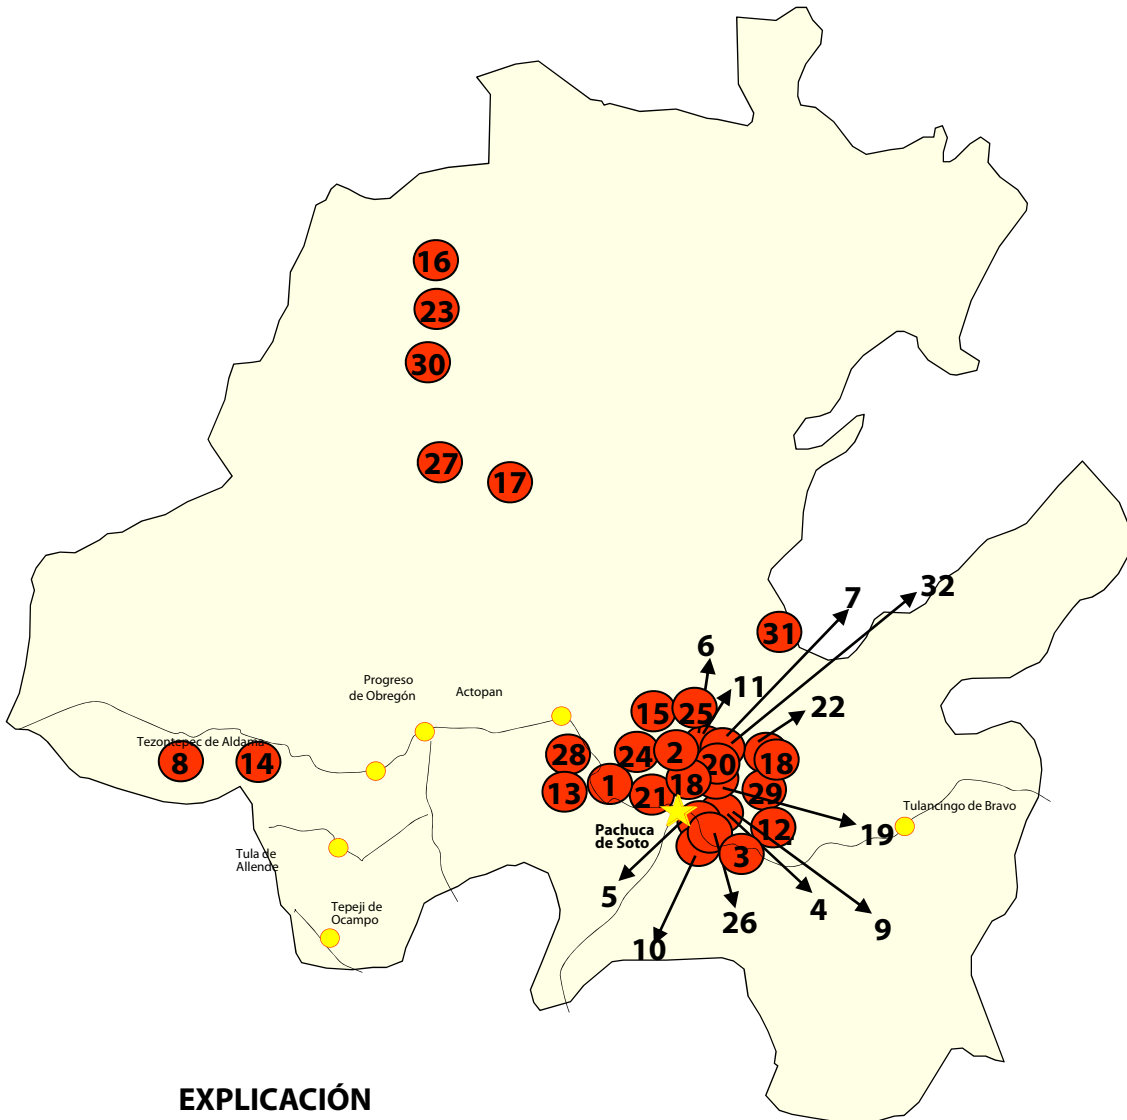 16
23
30
27
17
7
32
31
6
11
22
15
25
Progreso
de Obregón
Actopan
Tezontepec de Aldama
8
14
28
24
2
20
18
13
1
21
18
29
Tulancingo de Bravo
12
19
Pachuca
de Soto
3
Tula de
Allende
5
4
Tepeji de
Ocampo
26
9
10
EXPLICACIÓN